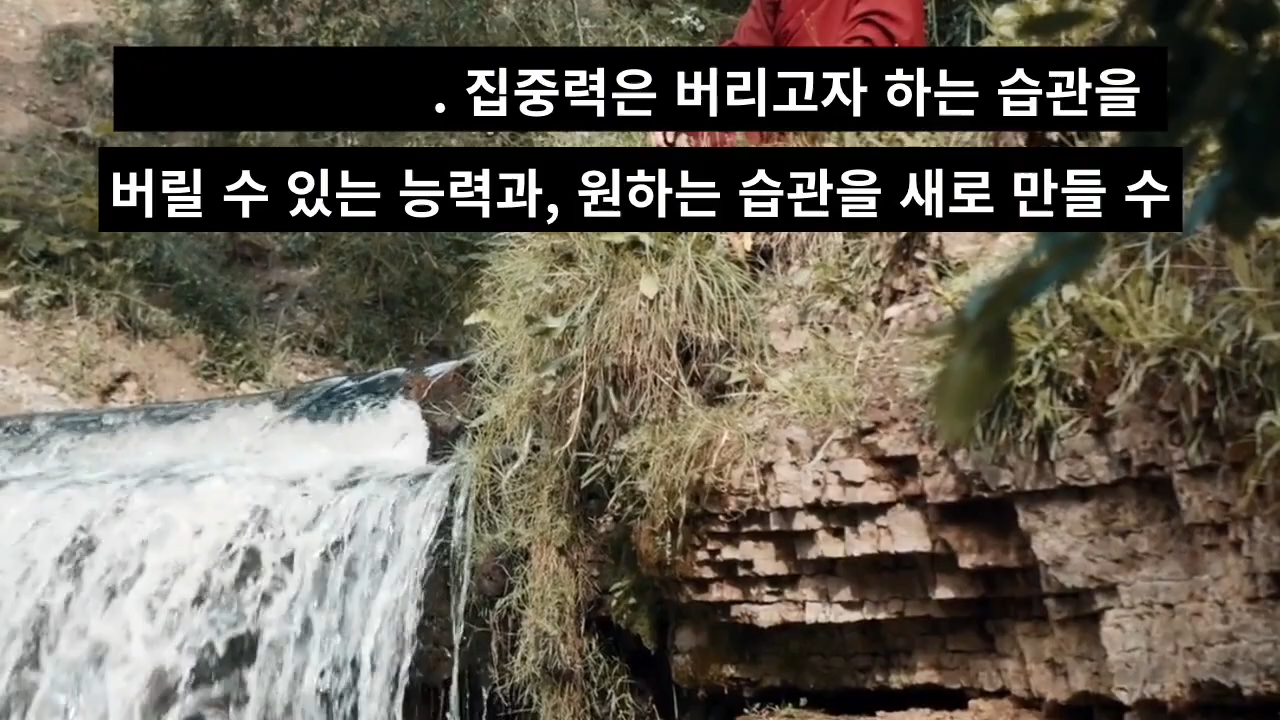 . 집중력은 버리고자 하는 습관을
버릴 수 있는 능력과, 원하는 습관을 새로 만들 수